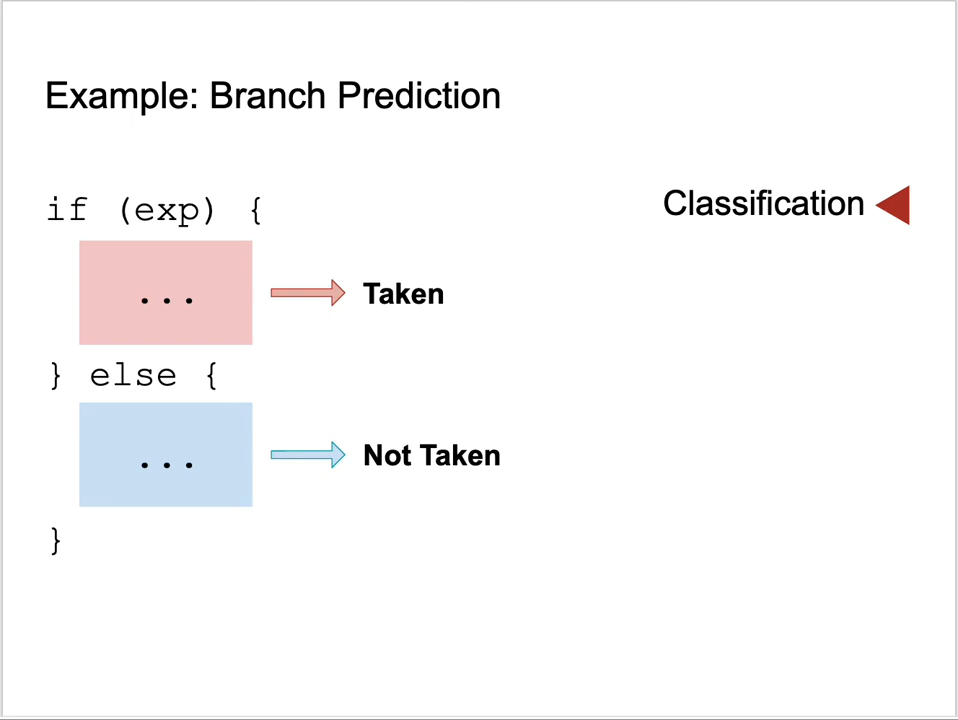 Example: Branch Prediction
if (exp) {
Classification
...
Taken
} else {
...
Not Taken
}